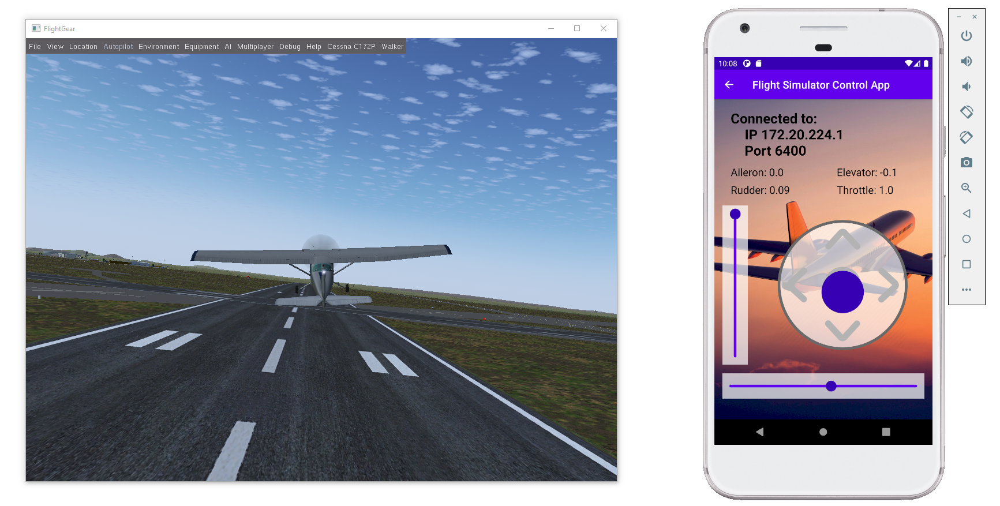 FlightGear
File View Location Autopilot Environment Equipment AI Multiplayer Debug Help Cessna C172P Walker
10:08
Flight Simulator Control App
Connected to:
IP 172.20.224.1
Port 6400
Aileron: 0.0 Elevator: -0.1
Rudder: 0.09 Throttle: 1.0